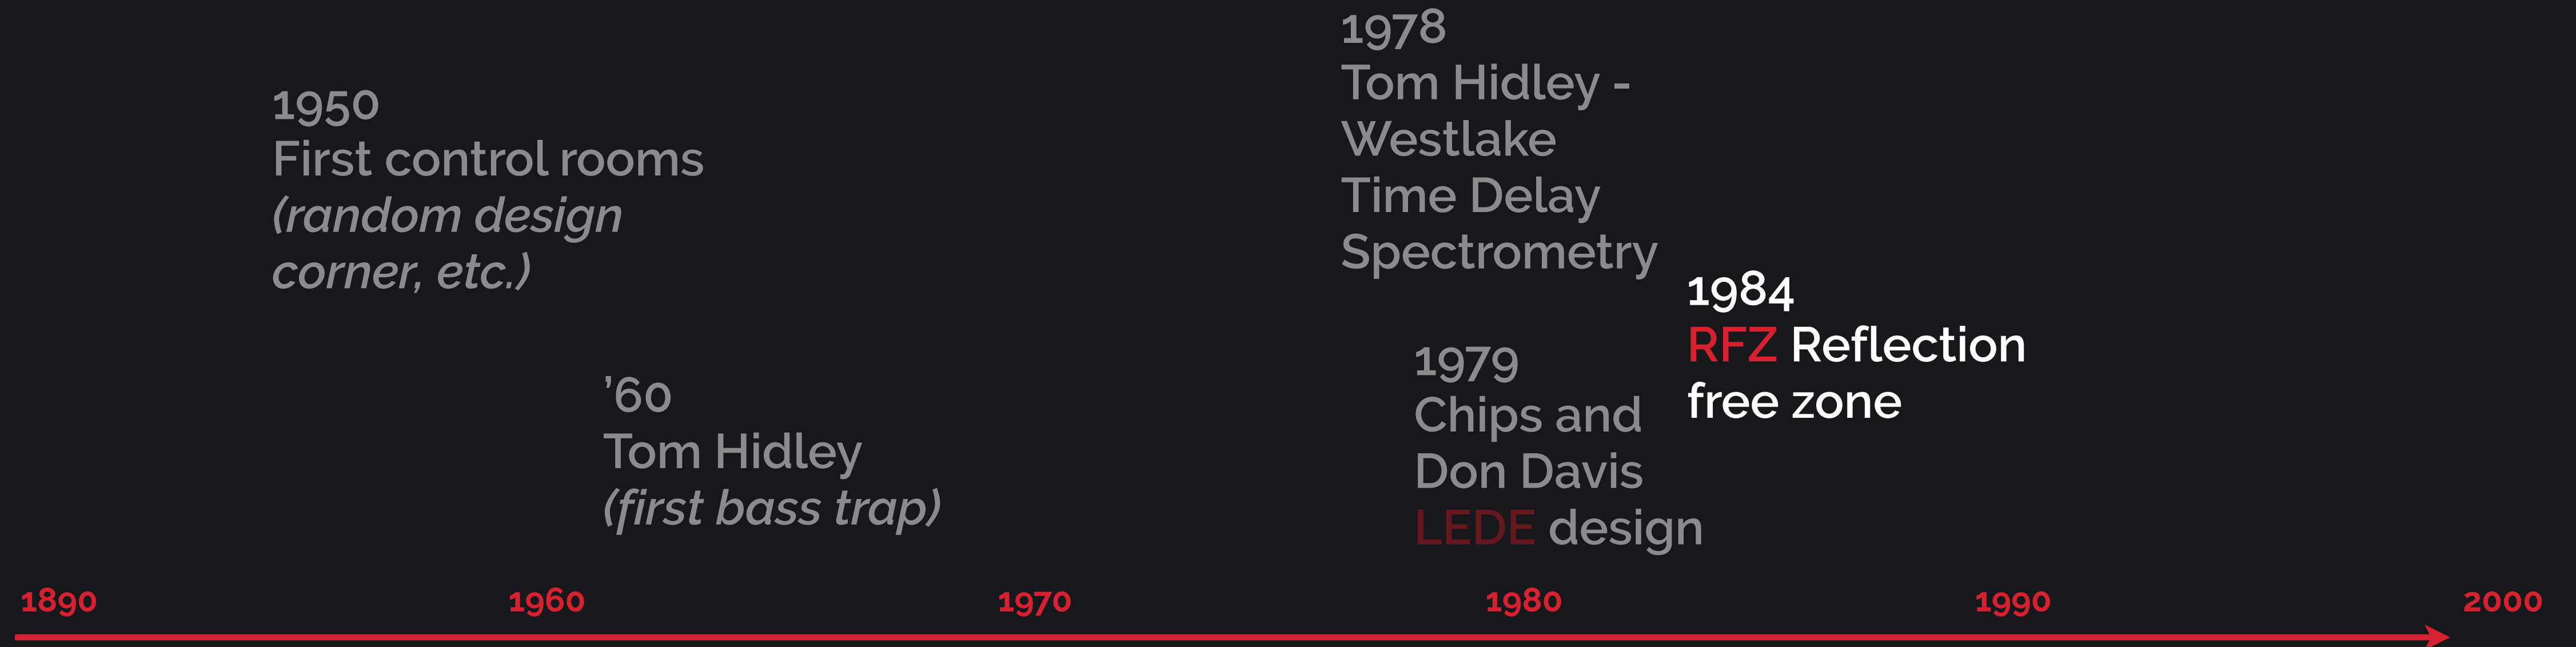 1950
First control rooms
(random design
corner, etc.)
’60
Tom Hidley
(first bass trap)
1978
Tom Hidley -
Westlake
Time Delay
Spectrometry
1979
Chips and
Don Davis
LEDE design
1984
RFZ Reflection
free zone
1890 1960 1970 1980 1990 2000